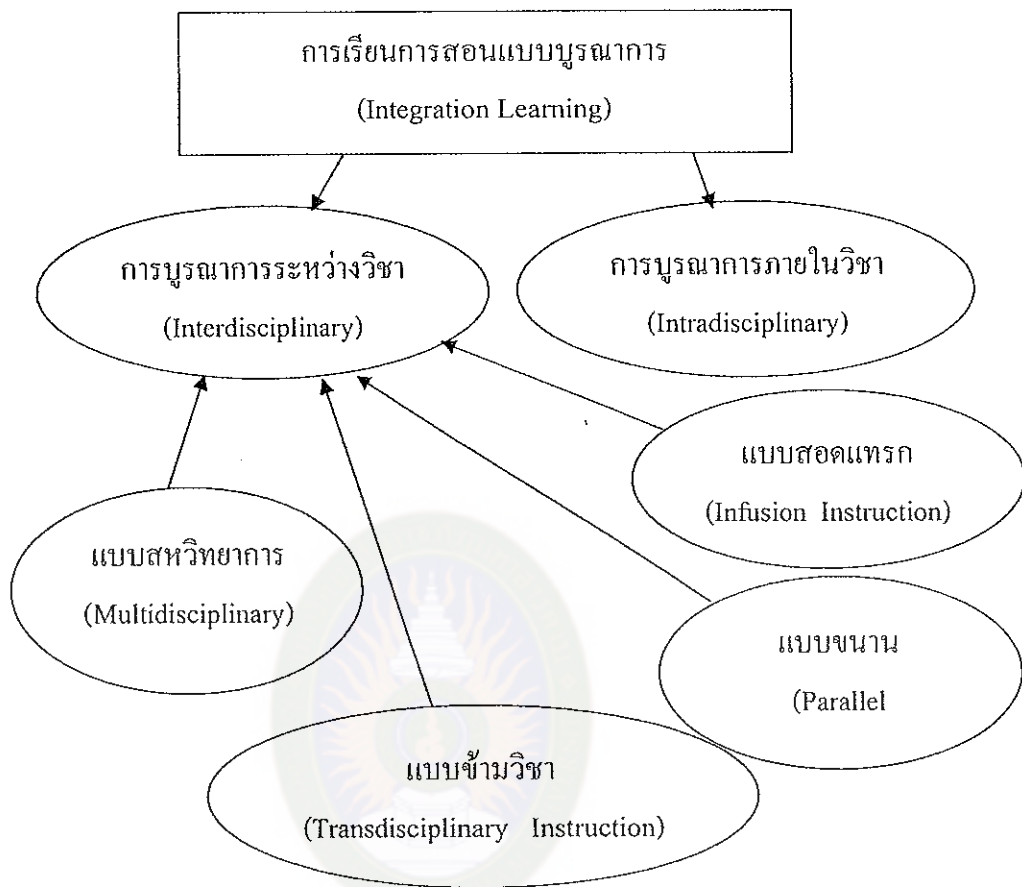 การเรียนการสอนแบบบูรณาการ
(Integration Learning)
การบูรณาการระหว่างวิชา
(Interdisciplinary)
การบูรณาการภายในวิชา
(Intradisciplinary)
แบบสอดแทรก
(Infusion Instruction)
แบบสหวิทยาการ
(Multidisciplinary)
แบบขนาน
(Parallel
แบบข้ามวิชา
(Transdisciplinary Instruction)